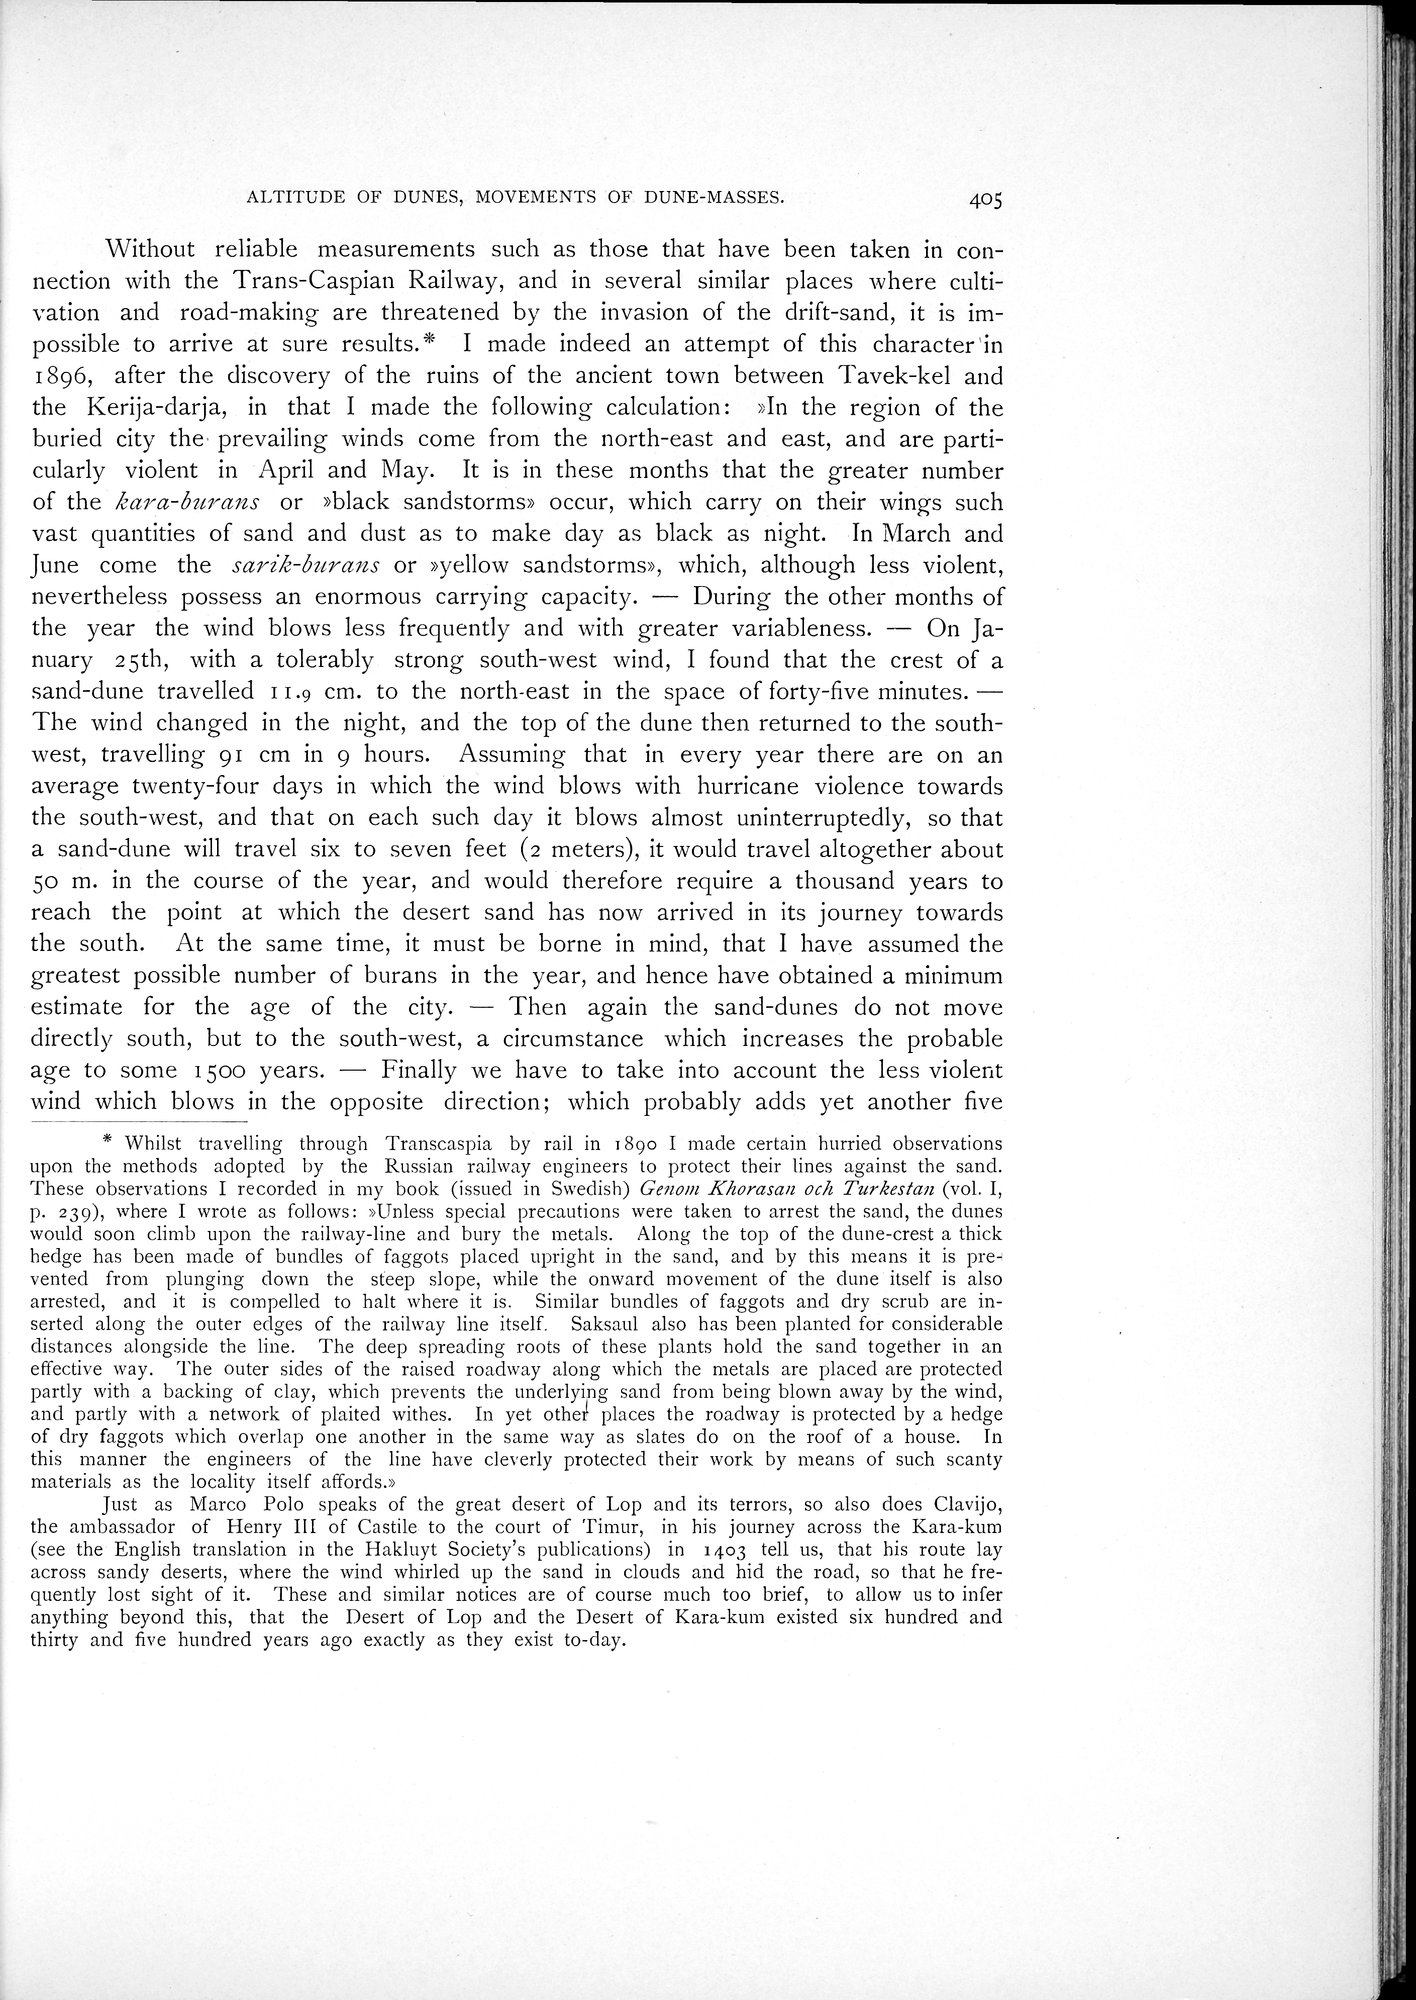 ALTITUDE OF DUNES, MOVEMENTS OF DUNE-MASSES. 405
Without reliable measurements such as those that have been taken in con-
nection with the Trans-Caspian Railway, and in several similar places where culti-
vation and road-making are threatened by the invasion of the drift-sand, it is im-
possible to arrive at sure results.* I made indeed an attempt of this character in
1896, after the discovery of the ruins of the ancient town between Tavek-kel and
the Kerija-darja, in that I made the following calculation: »In the region of the
buried city the prevailing winds come from the north-east and east, and are parti-
cularly violent in April and May. It is in these months that the greater number
of the kara-burans or »black sandstorms» occur, which carry on their wings such
vast quantities of sand and dust as to make day as black as night. In March and
June come the sarik-burans or »yellow sandstorms», which, although less violent,
nevertheless possess an enormous carrying capacity. — During the other months of
the year the wind blows less frequently and with greater variableness. — On Ja-
nuary 25th, with a tolerably strong south-west wind, I found that the crest of a
sand-dune travelled 11.9 cm. to the north-east in the space of forty-five minutes. —
The wind changed in the night, and the top of the dune then returned to the south-
west, travelling 91 cm in 9 hours. Assuming that in every year there are on an
average twenty-four days in which the wind blows with hurricane violence towards
the south-west, and that on each such day it blows almost uninterruptedly, so that
a sand-dune will travel six to seven feet (2 meters), it would travel altogether about
50 m. in the course of the year, and would therefore require a thousand years to
reach the point at which the desert sand has now arrived in its journey towards
the south. At the same time, it must be borne in mind, that I have assumed the
greatest possible number of burans in the year, and hence have obtained a minimum
estimate for the age of the city. — Then again the sand-dunes do not move
directly south, but to the south-west, a circumstance which increases the probable
age to some 1500 years. — Finally we have to take into account the less violent
wind which blows in the opposite direction; which probably adds yet another five
* Whilst travelling through Transcaspia by rail in 1890 I made certain hurried observations
upon the methods adopted by the Russian railway engineers to protect their lines against the sand.
These observations I recorded in my book (issued in Swedish) Genom Khorasan och Turkestan (vol. I,
p. 239), where I wrote as follows: »Unless special precautions were taken to arrest the sand, the dunes
would soon climb upon the railway-line and bury the metals. Along the top of the dune-crest a thick
hedge has been made of bundles of faggots placed upright in the sand, and by this means it is pre-
vented from plunging down the steep slope, while the onward movement of the dune itself is also
arrested, and it is compelled to halt where it is. Similar bundles of faggots and dry scrub are in-
serted along the outer edges of the railway line itself. Saksaul also has been planted for considerable
distances alongside the line. The deep spreading roots of these plants hold the sand together in an
effective way. The outer sides of the raised roadway along which the metals are placed are protected
partly with a backing of clay, which prevents the underlying sand from being blown away by the wind,
and partly with a network of plaited withes. In yet other places the roadway is protected by a hedge
of dry faggots which overlap one another in the same way as slates do on the roof of a house. In
this manner the engineers of the line have cleverly protected their work by means of such scanty
materials as the locality itself affords.»
Just as Marco Polo speaks of the great desert of Lop and its terrors, so also does Clavijo,
the ambassador of Henry III of Castile to the court of Timur, in his journey across the Kara-kum
(see the English translation in the Hakluyt Society's publications) in 1403 tell us, that his route lay
across sandy deserts, where the wind whirled up the sand in clouds and hid the road, so that he fre-
quently lost sight of it. These and similar notices are of course much too brief, to allow us to infer
anything beyond this, that the Desert of Lop and the Desert of Kara-kum existed six hundred and
thirty and five hundred years ago exactly as they exist to-day.